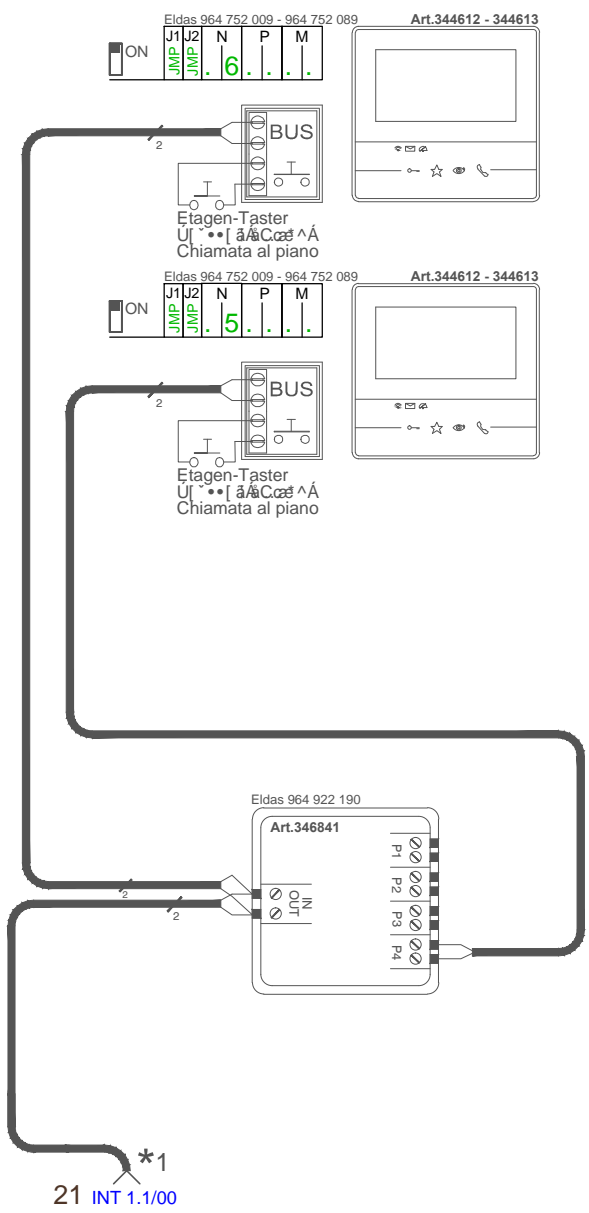 Eldas 964 752 009 - 964 752 089
Art.344612 - 344613
ON
J1 J2 N P M
JMP JMP . 6 . . . .
BUS
2
Etagen-Taster
Chiamata al piano
Eldas 964 752 009 - 964 752 089
Art.344612 - 344613
ON
J1 J2 N P M
JMP JMP . 5 . . . .
BUS
2
Etagen-Taster
Chiamata al piano
Eldas 964 922 190
Art.346841
P1
P2
P3
P4
IN
OUT
2
2
*1
21 INT 1.1/00